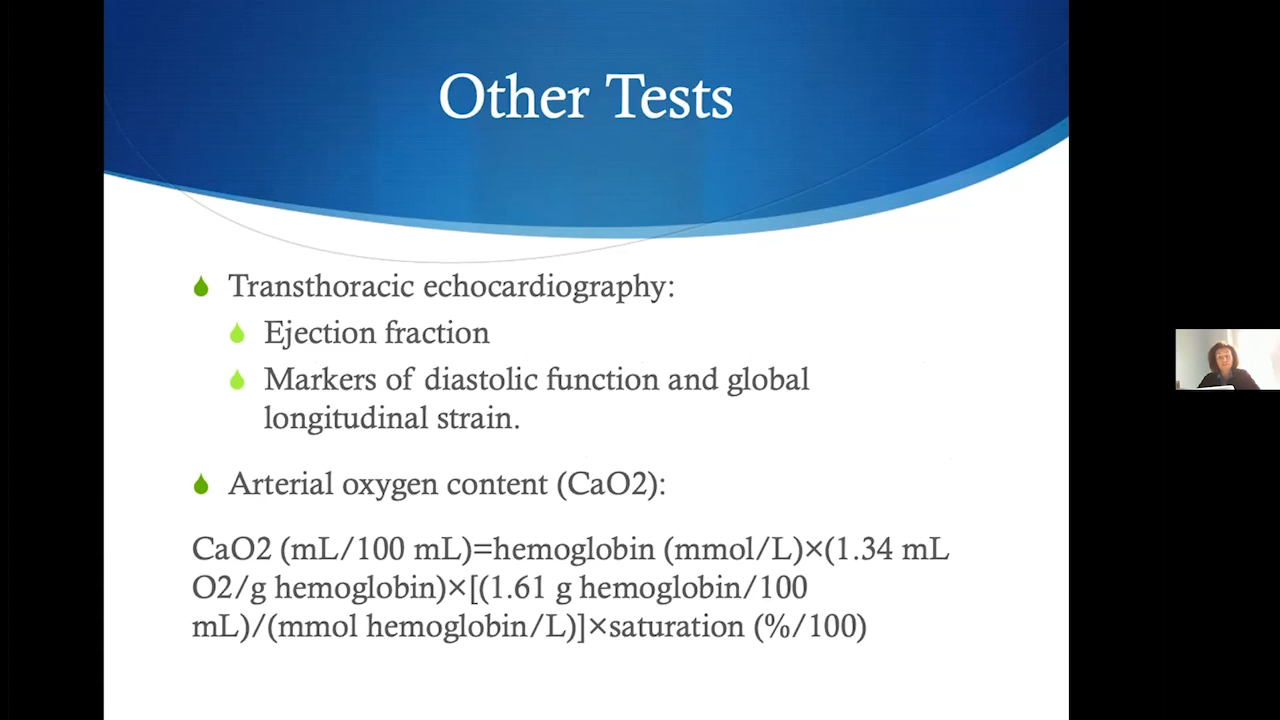 Other Tests
Transthoracic echocardiography:
Ejection fraction
Markers of diastolic function and global
longitudinal strain.
Arterial oxygen content (CaO2):
CaO2 (mL/100 mL)=hemoglobin (mmol/L)×(1.34 mL
O2/g hemoglobin)×[(1.61 g hemoglobin/100
mL)/(mmol hemoglobin/L)]×saturation (%/100)